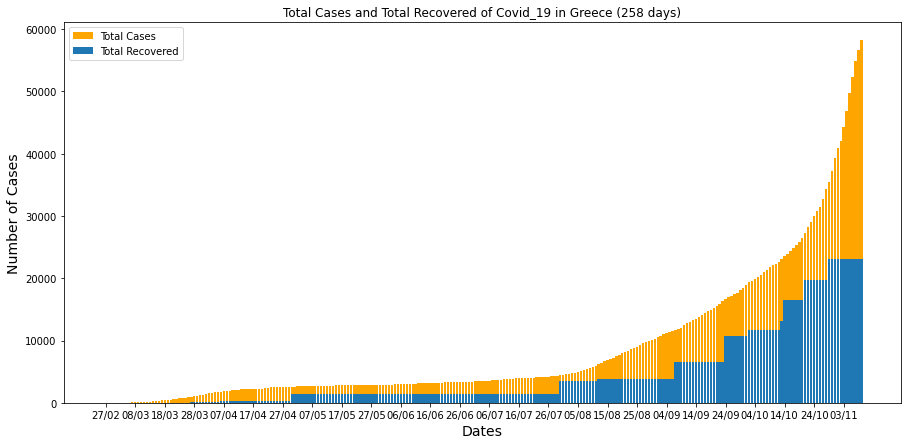 Total Cases and Total Recovered of Covid_19 in Greece (258 days)
60000
50000
40000
30000
20000
10000
0
Number of Cases
Total Cases
Total Recovered
27/02 08/03 18/03 28/03 07/04 17/04 27/04 07/05 17/05 27/05 06/06 16/06 26/06 06/07 16/07 26/07 05/08 15/08 25/08 04/09 14/09 24/09 04/10 14/10 24/10 03/11
Dates